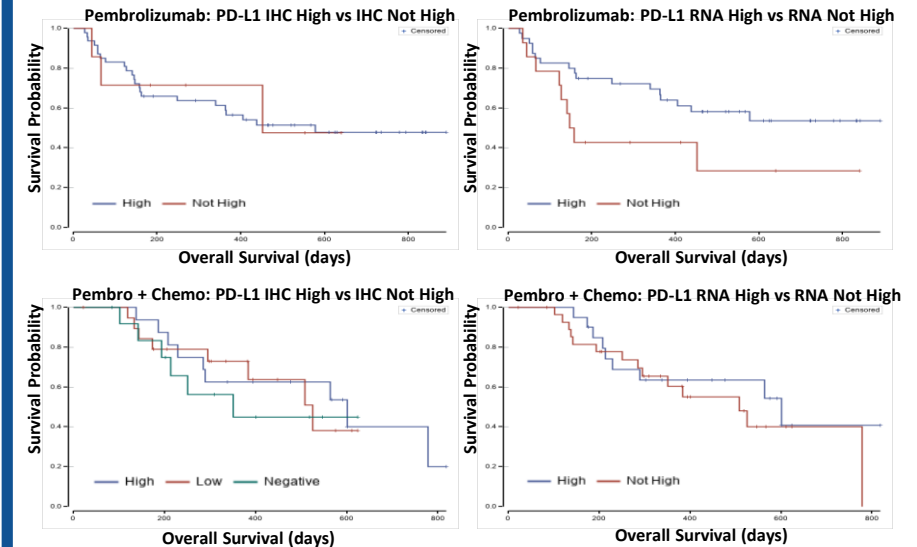 Pembrolizumab: PD-L1 IHC High vs IHC Not High
+ Censored
Survival Probability
1.0
0.8
0.6
0.4
0.2
0.0
High
Not High
0
200
400
600
800
Overall Survival (days)
Pembrolizumab: PD-L1 RNA High vs RNA Not High
+ Censored
Survival Probability
1.0
0.8
0.6
0.4
0.2
0.0
High
Not High
0
200
400
600
800
Overall Survival (days)
Pembro + Chemo: PD-L1 IHC High vs IHC Not High
+ Censored
Survival Probability
1.0
0.8
0.6
0.4
0.2
0.0
High
Low
Negative
0
200
400
600
800
Overall Survival (days)
Pembro + Chemo: PD-L1 RNA High vs RNA Not High
+ Censored
Survival Probability
1.0
0.8
0.6
0.4
0.2
0.0
High
Not High
0
200
400
600
800
Overall Survival (days)